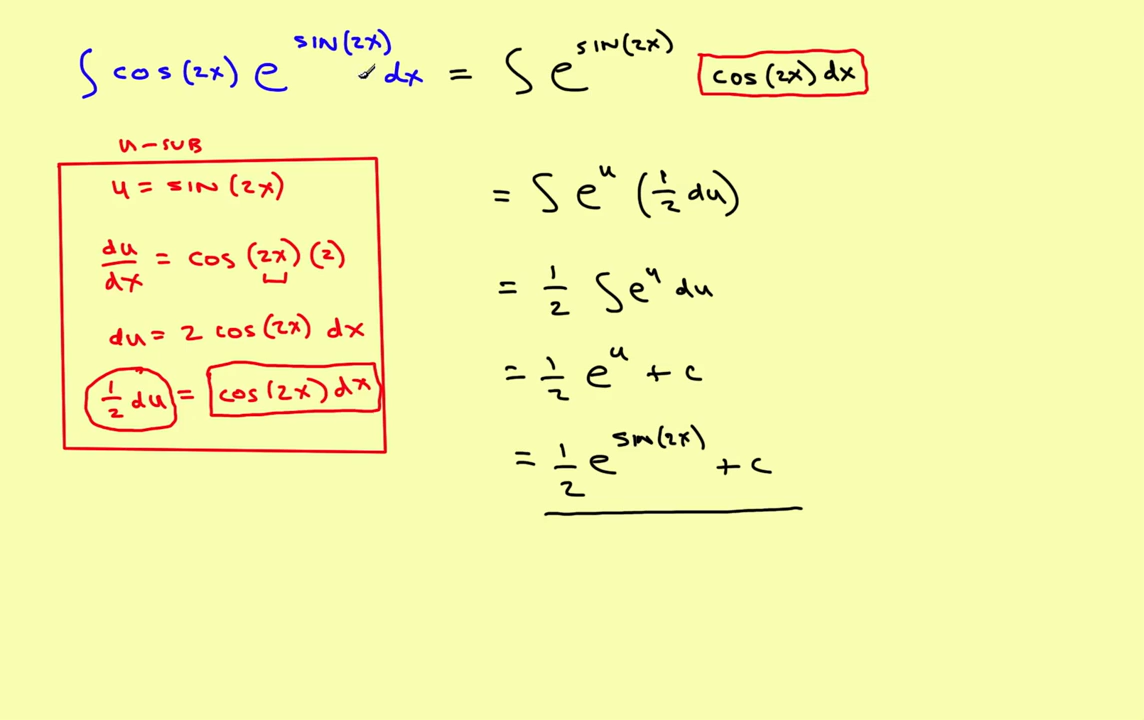 ∫ cos(2x) e^sin(2x) dx = ∫ e^sin(2x) cos(2x) dx
u-sub
u = sin(2x)
du/dx = cos(2x)(2)
du = 2 cos(2x) dx
1/2 du = cos(2x) dx
= ∫ e^u (1/2 du)
= 1/2 ∫ e^u du
= 1/2 e^u + c
= 1/2 e^sin(2x) + c